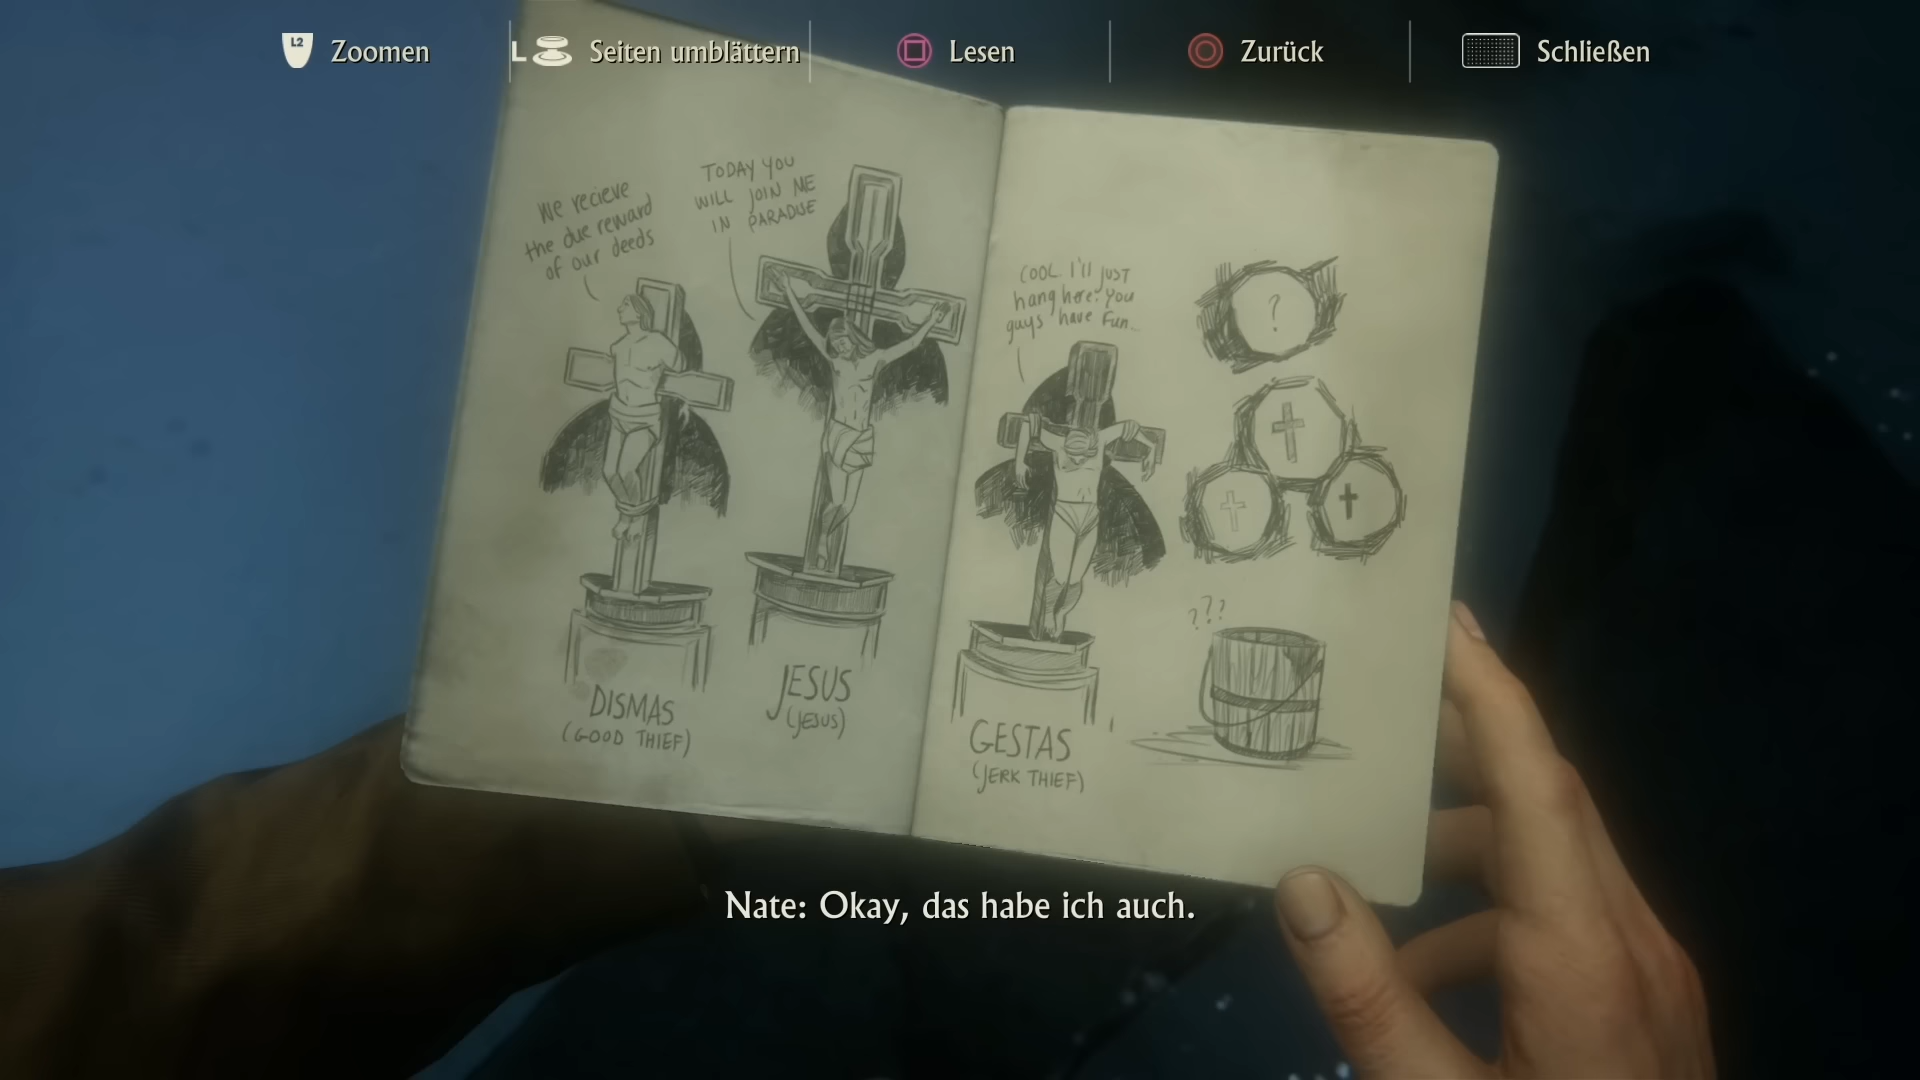 L2 Zoomen
L Seiten umblättern
Lesen
Zurück
Schließen
We recieve
the due reward
of our deeds
TODAY YOU
WILL JOIN ME
IN PARADISE
COOL. I'll JUST
hang here. You
guys have Fun...
?
???
DISMAS
(GOOD THIEF)
JESUS
(JESUS)
GESTAS
(JERK THIEF)
Nate: Okay, das habe ich auch.